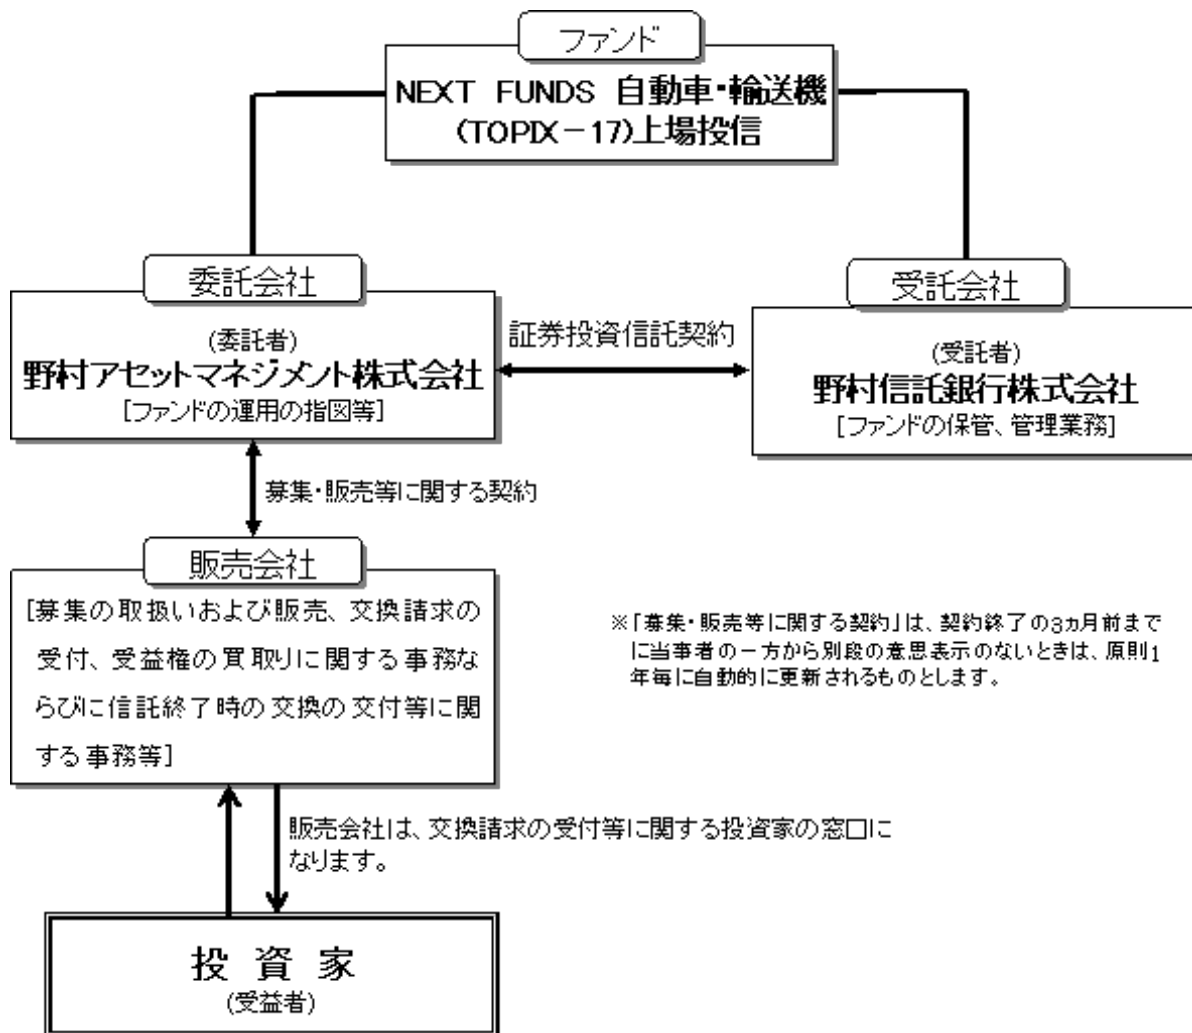 ファンド
NEXT FUNDS 自動車・輸送機
(TOPIX－17)上場投信
委託会社
(委託者)
野村アセットマネジメント株式会社
[ファンドの運用の指図等]
証券投資信託契約
受託会社
(受託者)
野村信託銀行株式会社
[ファンドの保管、管理業務]
募集・販売等に関する契約
販売会社
[募集の取扱いおよび販売、交換請求の
受付、受益権の買取りに関する事務な
らびに信託終了時の交換の交付等に関
する事務等]
※「募集・販売等に関する契約」は、契約終了の3ヵ月前まで
に当事者の一方から別段の意思表示のないときは、原則1
年毎に自動的に更新されるものとします。
販売会社は、交換請求の受付等に関する投資家の窓口に
なります。
投 資 家
(受益者)